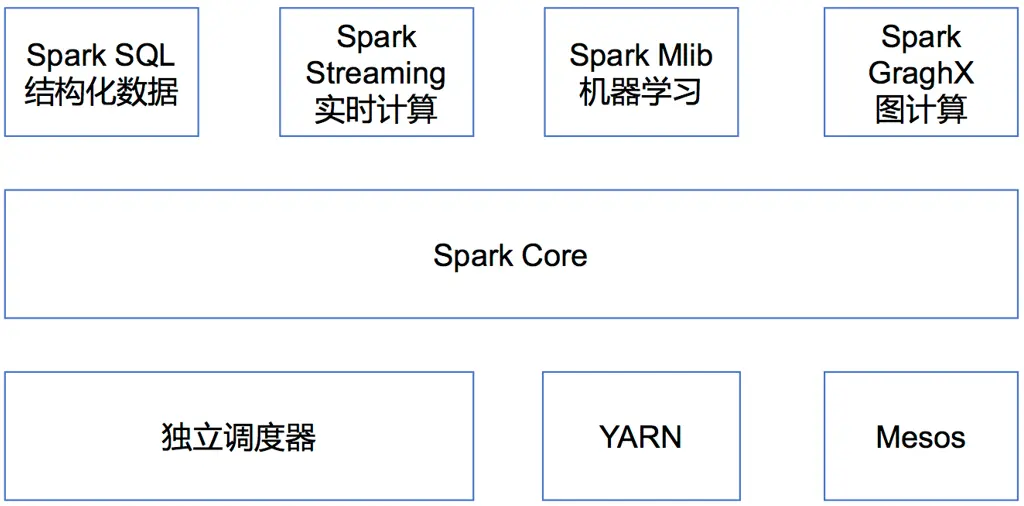 Spark SQL
结构化数据
Spark
Streaming
实时计算
Spark Mlib
机器学习
Spark
GraghX
图计算
Spark Core
独立调度器
YARN
Mesos